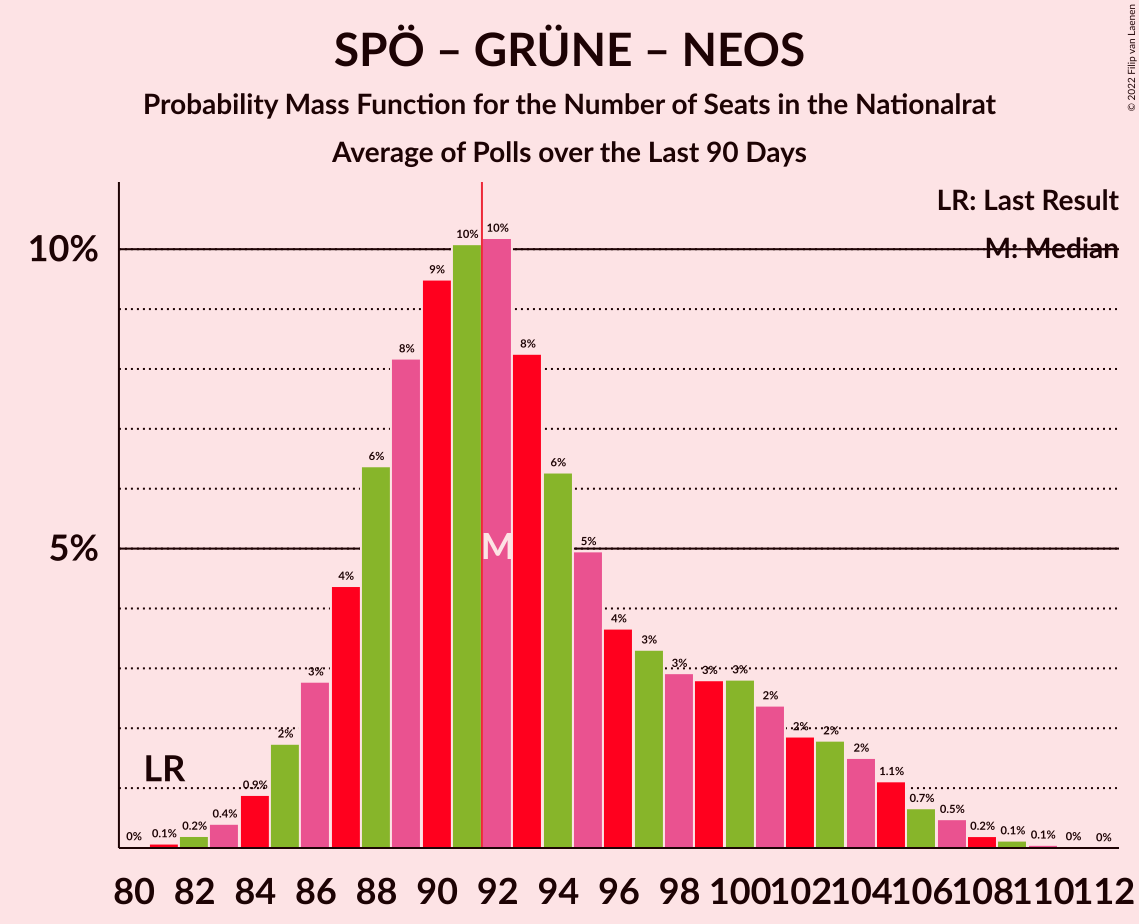 SPÖ – GRÜNE – NEOS
Probability Mass Function for the Number of Seats in the Nationalrat
Average of Polls over the Last 90 Days
© 2022 Filip van Laenen
LR: Last Result
M: Median
10%
5%
0% 0.1% 0.2% 0.4% 0.9% 2% 3% 4% 6% 8% 9% 10% 10% 8% 6% 5% 4% 3% 3% 3% 3% 2% 2% 2% 2% 1.1% 0.7% 0.5% 0.2% 0.1% 0.1% 0% 0%
LR
M
80 82 84 86 88 90 92 94 96 98 100 102 104 106 108 110 112